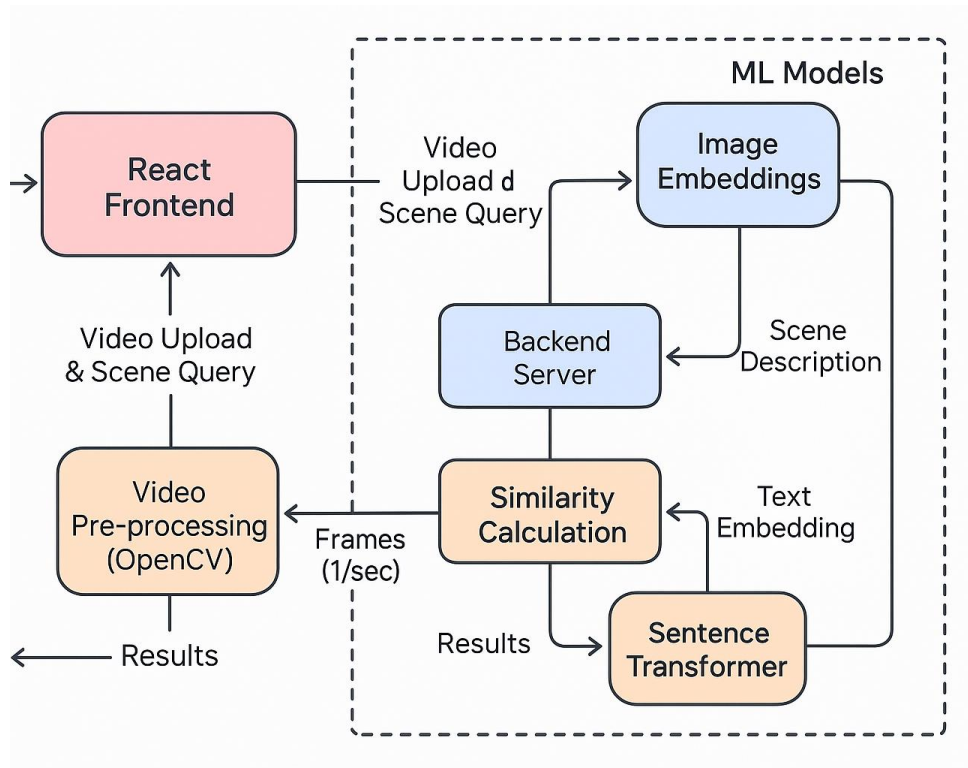 ML Models
React
Frontend
Video
Upload d
Scene Query
Image
Embeddings
Video Upload
& Scene Query
Backend
Server
Scene
Description
Video
Pre-processing
(OpenCV)
Frames
(1/sec)
Similarity
Calculation
Text
Embedding
Results
Results
Sentence
Transformer